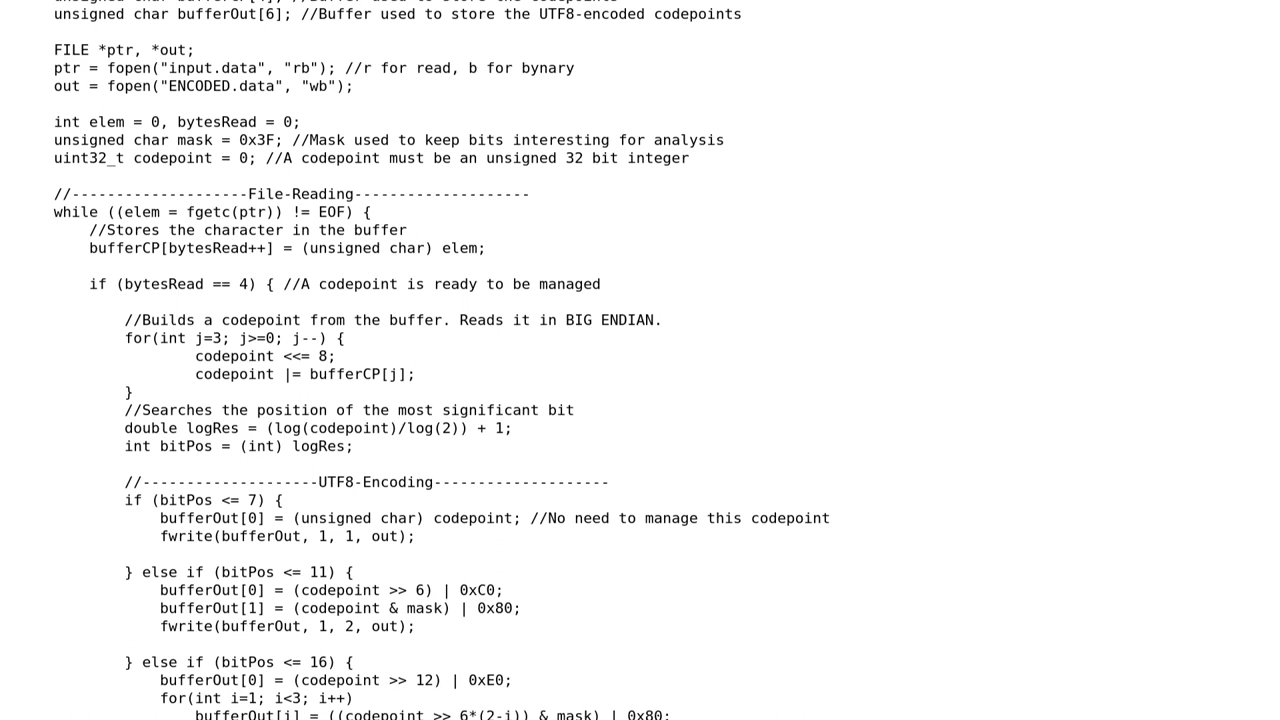 unsigned char bufferOut[6]; //Buffer used to store the UTF8-encoded codepoints
FILE *ptr, *out;
ptr = fopen("input.data", "rb"); //r for read, b for bynary
out = fopen("ENCODED.data", "wb");
int elem = 0, bytesRead = 0;
unsigned char mask = 0x3F; //Mask used to keep bits interesting for analysis
uint32_t codepoint = 0; //A codepoint must be an unsigned 32 bit integer
//--------------------File-Reading--------------------
while ((elem = fgetc(ptr)) != EOF) {
//Stores the character in the buffer
bufferCP[bytesRead++] = (unsigned char) elem;
if (bytesRead == 4) { //A codepoint is ready to be managed
//Builds a codepoint from the buffer. Reads it in BIG ENDIAN.
for(int j=3; j>=0; j--) {
codepoint <<= 8;
codepoint |= bufferCP[j];
}
//Searches the position of the most significant bit
double logRes = (log(codepoint)/log(2)) + 1;
int bitPos = (int) logRes;
//--------------------UTF8-Encoding--------------------
if (bitPos <= 7) {
bufferOut[0] = (unsigned char) codepoint; //No need to manage this codepoint
fwrite(bufferOut, 1, 1, out);
} else if (bitPos <= 11) {
bufferOut[0] = (codepoint >> 6) | 0xC0;
bufferOut[1] = (codepoint & mask) | 0x80;
fwrite(bufferOut, 1, 2, out);
} else if (bitPos <= 16) {
bufferOut[0] = (codepoint >> 12) | 0xE0;
for(int i=1; i<3; i++)
bufferOut[i] = ((codepoint >> 6*(2-i)) & mask) | 0x80;